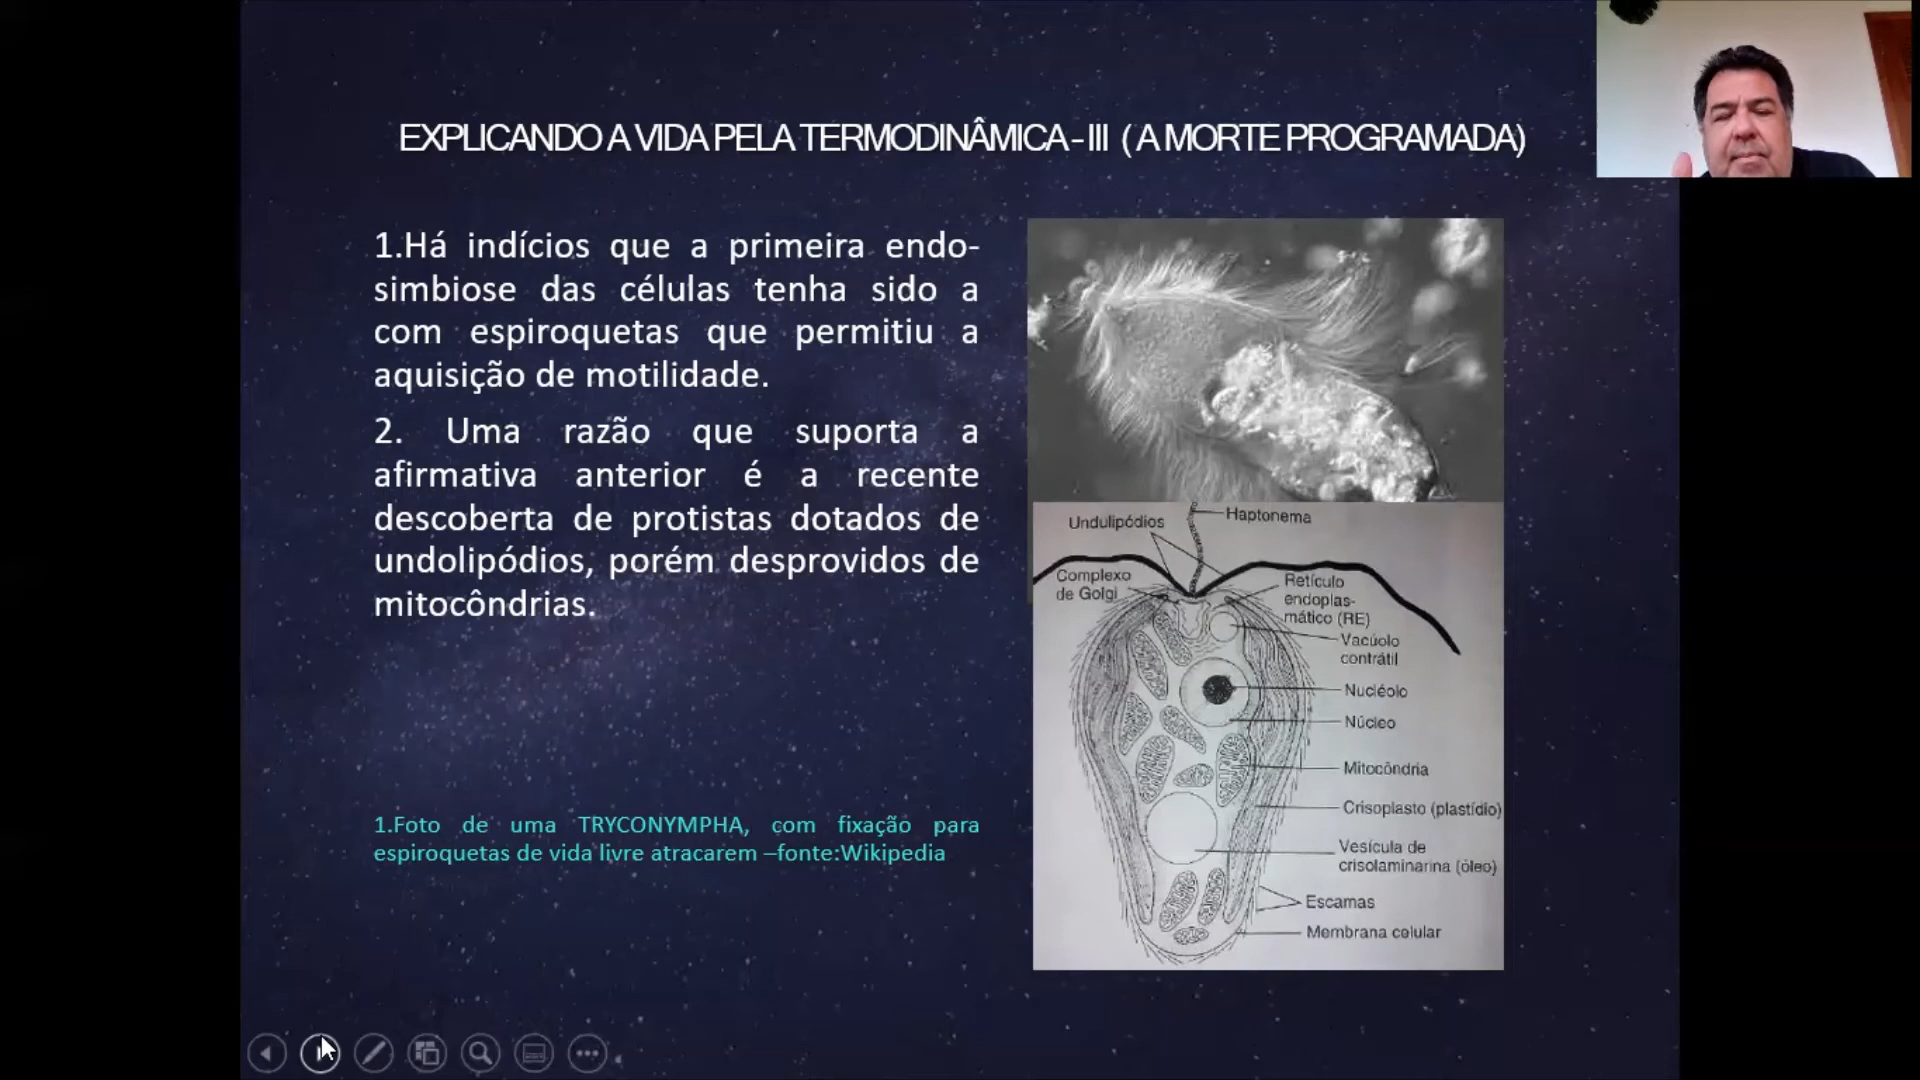 EXPLICANDO A VIDA PELA TERMODINÂMICA - III ( A MORTE PROGRAMADA)
1.Há indícios que a primeira endo-
simbiose das células tenha sido a
com espiroquetas que permitiu a
aquisição de motilidade.
2. Uma razão que suporta a
afirmativa anterior é a recente
descoberta de protistas dotados de
undolipódios, porém desprovidos de
mitocôndrias.
1.Foto de uma TRYCONYMPHA, com fixação para
espiroquetas de vida livre atracarem –fonte:Wikipedia
Undulipódios
Haptonema
Complexo
de Golgi
Retículo
endoplas-
mático (RE)
Vacúolo
contrátil
Nucléolo
Núcleo
Mitocôndria
Crisoplasto (plastídio)
Vesícula de
crisolaminarina (óleo)
Escamas
Membrana celular